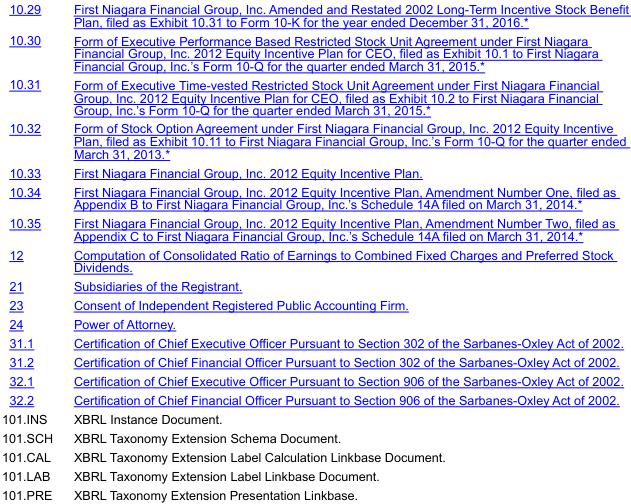 10.29 First Niagara Financial Group, Inc. Amended and Restated 2002 Long-Term Incentive Stock Benefit
Plan, filed as Exhibit 10.31 to Form 10-K for the year ended December 31, 2016.*
10.30 Form of Executive Performance Based Restricted Stock Unit Agreement under First Niagara
Financial Group, Inc. 2012 Equity Incentive Plan for CEO, filed as Exhibit 10.1 to First Niagara
Financial Group, Inc.'s Form 10-Q for the quarter ended March 31, 2015.*
10.31 Form of Executive Time-vested Restricted Stock Unit Agreement under First Niagara Financial
Group, Inc. 2012 Equity Incentive Plan for CEO, filed as Exhibit 10.2 to First Niagara Financial
Group, Inc.'s Form 10-Q for the quarter ended March 31, 2015.*
10.32 Form of Stock Option Agreement under First Niagara Financial Group, Inc. 2012 Equity Incentive
Plan, filed as Exhibit 10.11 to First Niagara Financial Group, Inc.'s Form 10-Q for the quarter ended
March 31, 2013.*
10.33 First Niagara Financial Group, Inc. 2012 Equity Incentive Plan.
10.34 First Niagara Financial Group, Inc. 2012 Equity Incentive Plan, Amendment Number One, filed as
Appendix B to First Niagara Financial Group, Inc.'s Schedule 14A filed on March 31, 2014.*
10.35 First Niagara Financial Group, Inc. 2012 Equity Incentive Plan, Amendment Number Two, filed as
Appendix C to First Niagara Financial Group, Inc.'s Schedule 14A filed on March 31, 2014.*
12 Computation of Consolidated Ratio of Earnings to Combined Fixed Charges and Preferred Stock
Dividends.
21 Subsidiaries of the Registrant.
23 Consent of Independent Registered Public Accounting Firm.
24 Power of Attorney.
31.1 Certification of Chief Executive Officer Pursuant to Section 302 of the Sarbanes-Oxley Act of 2002.
31.2 Certification of Chief Financial Officer Pursuant to Section 302 of the Sarbanes-Oxley Act of 2002.
32.1 Certification of Chief Executive Officer Pursuant to Section 906 of the Sarbanes-Oxley Act of 2002.
32.2 Certification of Chief Financial Officer Pursuant to Section 906 of the Sarbanes-Oxley Act of 2002.
101.INS XBRL Instance Document.
101.SCH XBRL Taxonomy Extension Schema Document.
101.CAL XBRL Taxonomy Extension Label Calculation Linkbase Document.
101.LAB XBRL Taxonomy Extension Label Linkbase Document.
101.PRE XBRL Taxonomy Extension Presentation Linkbase.